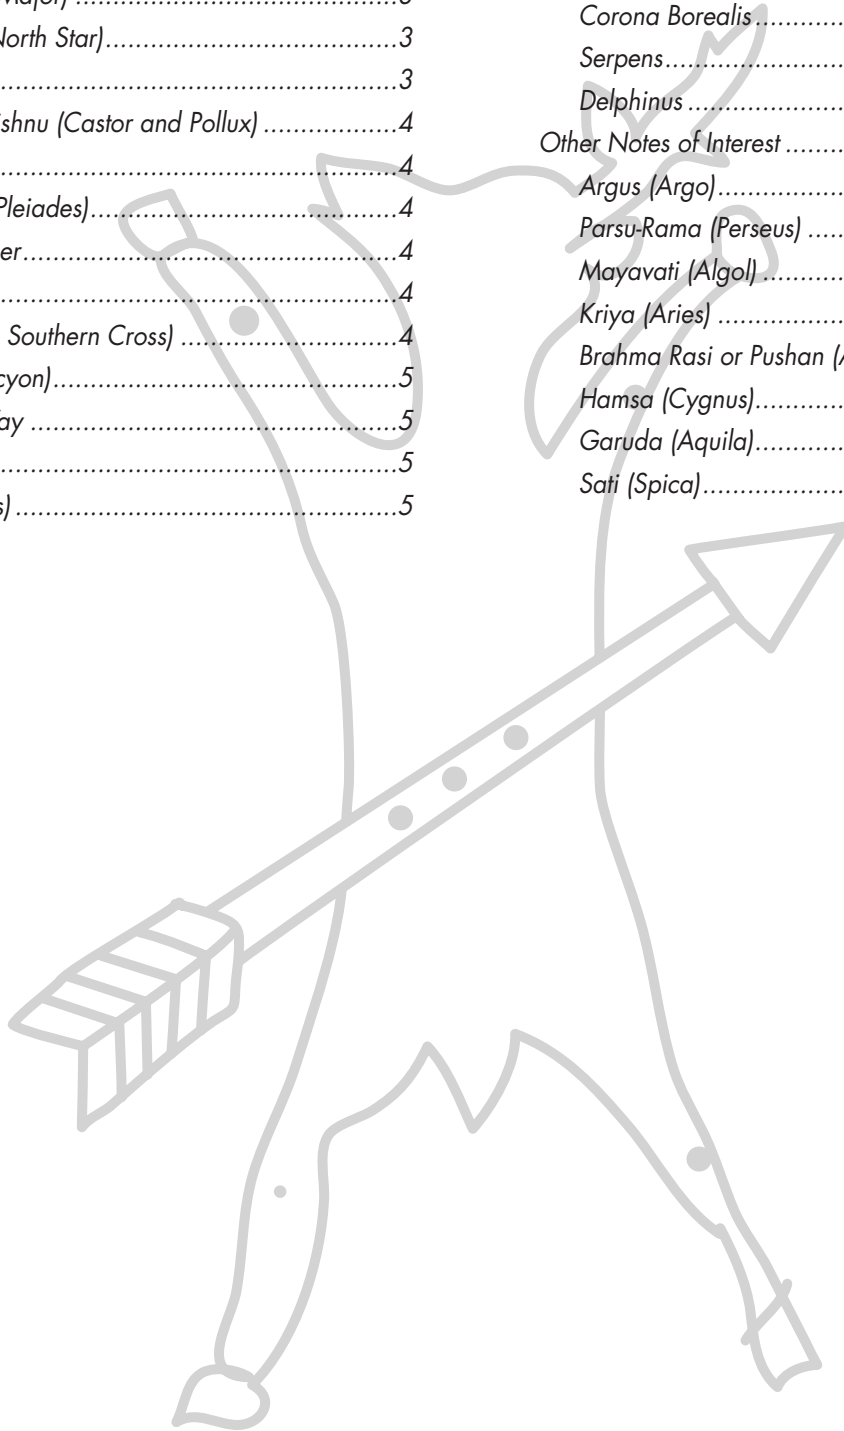 Major) ........................................................3
North Star)................................................3
................................................................3
ishnu (Castor and Pollux) ...................4
................................................................4
Pleiades)...................................................4
er..............................................................4
................................................................4
Southern Cross) ..............................4
cyon).........................................................5
ay ............................................................5
................................................................5
s) ..............................................................5
Corona Borealis.............
Serpens.........................
Delphinus ......................
Other Notes of Interest ........
Argus (Argo)..................
Parsu-Rama (Perseus) .....
Mayavati (Algol) ............
Kriya (Aries) ..................
Brahma Rasi or Pushan (A
Hamsa (Cygnus).............
Garuda (Aquila).............
Sati (Spica)....................